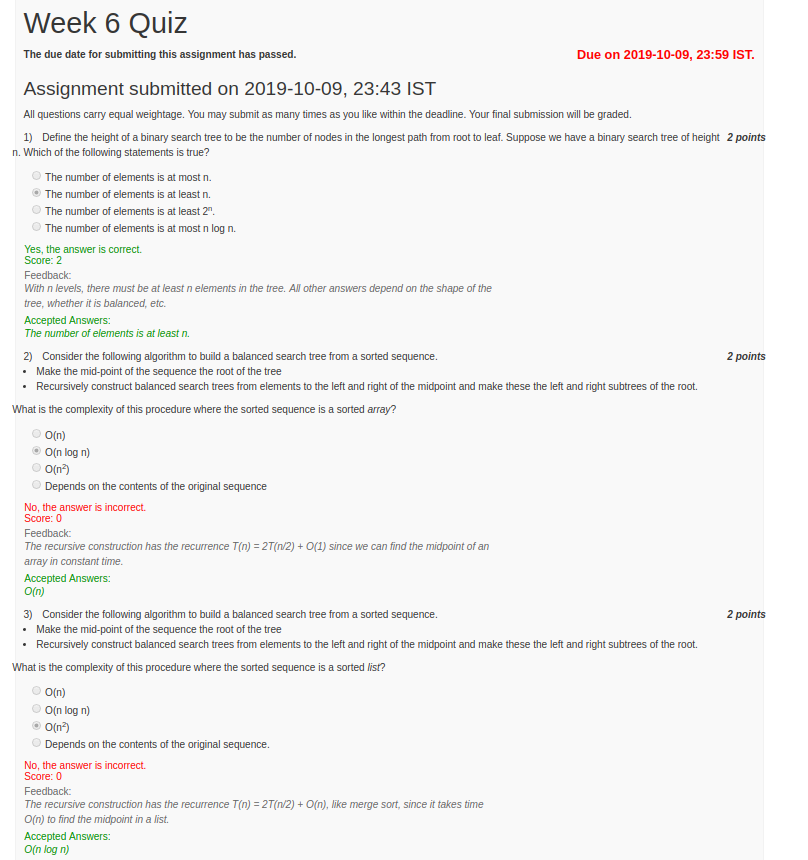 Week 6 Quiz
The due date for submitting this assignment has passed.
Due on 2019-10-09, 23:59 IST.
Assignment submitted on 2019-10-09, 23:43 IST
All questions carry equal weightage. You may submit as many times as you like within the deadline. Your final submission will be graded.
1) Define the height of a binary search tree to be the number of nodes in the longest path from root to leaf. Suppose we have a binary search tree of height 2 points
n. Which of the following statements is true?
The number of elements is at most n.
The number of elements is at least n.
The number of elements is at least 2ⁿ.
The number of elements is at most n log n.
Yes, the answer is correct.
Score: 2
Feedback:
With n levels, there must be at least n elements in the tree. All other answers depend on the shape of the
tree, whether it is balanced, etc.
Accepted Answers:
The number of elements is at least n.
2) Consider the following algorithm to build a balanced search tree from a sorted sequence. 2 points
• Make the mid-point of the sequence the root of the tree
• Recursively construct balanced search trees from elements to the left and right of the midpoint and make these the left and right subtrees of the root.
What is the complexity of this procedure where the sorted sequence is a sorted array?
O(n)
O(n log n)
O(n²)
Depends on the contents of the original sequence
No, the answer is incorrect.
Score: 0
Feedback:
The recursive construction has the recurrence T(n) = 2T(n/2) + O(1) since we can find the midpoint of an
array in constant time.
Accepted Answers:
O(n)
3) Consider the following algorithm to build a balanced search tree from a sorted sequence. 2 points
• Make the mid-point of the sequence the root of the tree
• Recursively construct balanced search trees from elements to the left and right of the midpoint and make these the left and right subtrees of the root.
What is the complexity of this procedure where the sorted sequence is a sorted list?
O(n)
O(n log n)
O(n²)
Depends on the contents of the original sequence.
No, the answer is incorrect.
Score: 0
Feedback:
The recursive construction has the recurrence T(n) = 2T(n/2) + O(n), like merge sort, since it takes time
O(n) to find the midpoint in a list.
Accepted Answers:
O(n log n)